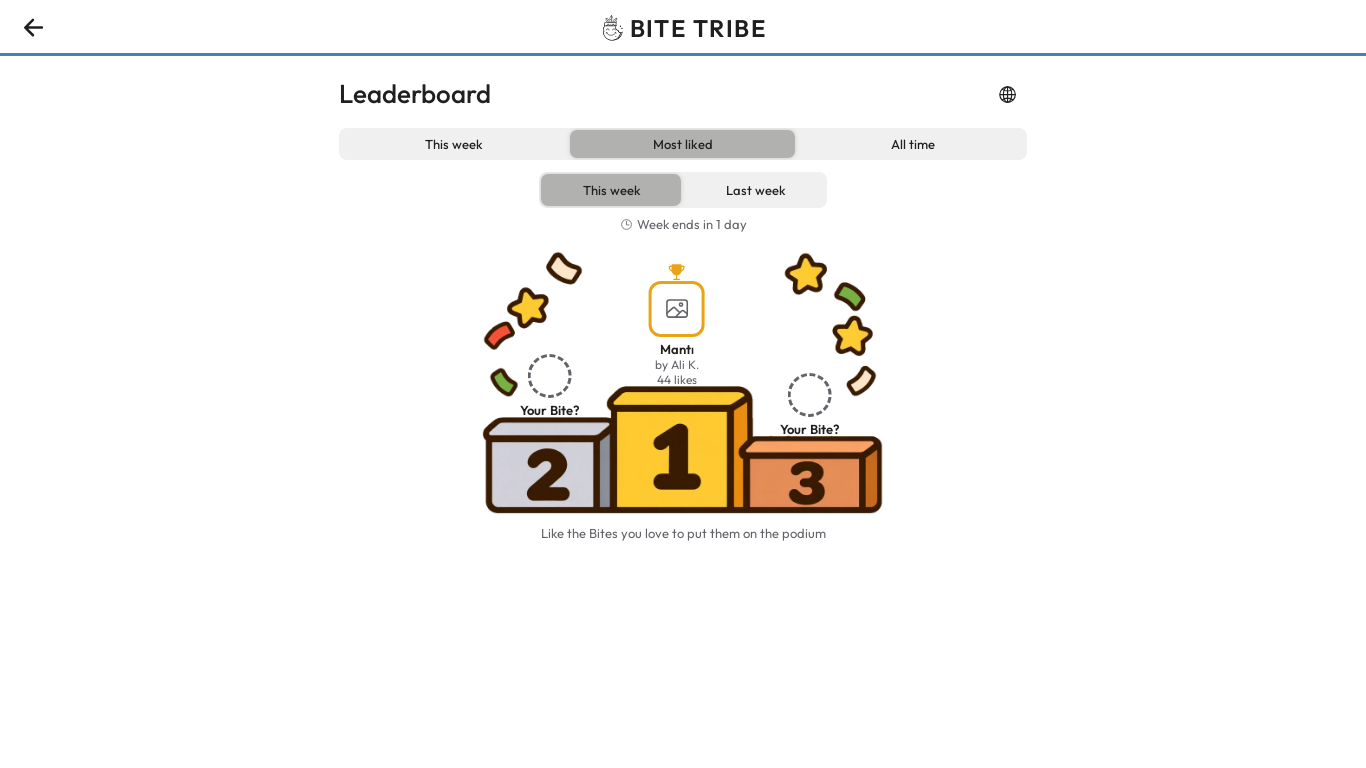 BITE TRIBE
Leaderboard
This week
Most liked
All time
This week
Last week
Week ends in 1 day
Mantı
by Ali K.
44 likes
Your Bite?
Your Bite?
1
2
3
Like the Bites you love to put them on the podium